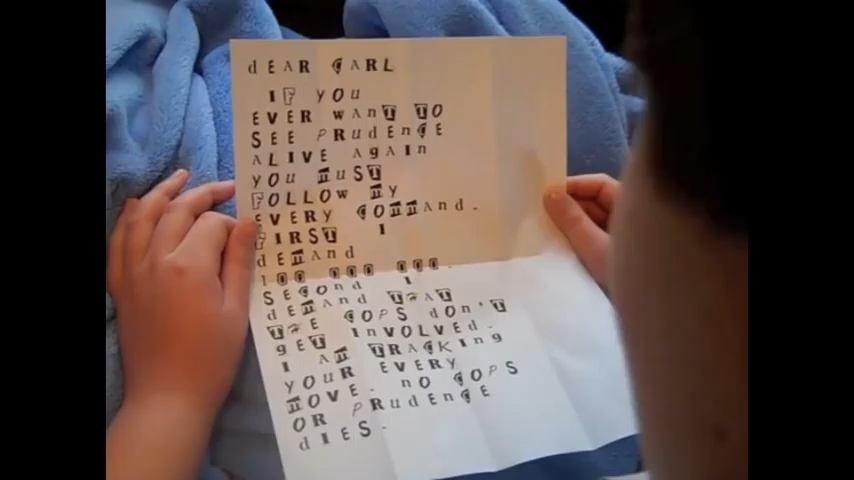 dEAR CARL
IF YOU
EVER wAnT TO
SEE PRUdEnCE
ALIVE AgAIn
YOU MUST
FOLLOw MY
EVERY COMMAnd.
FIRST I
dEMAnd
100 000 000.
SECOnd I
dEMAnd THAT
THE COPS dOn'T
gET InVOLVEd.
I AM TRACKIng
YOUR EVERY
MOVE. nO COPS
OR PRUdEnCE
dIES.